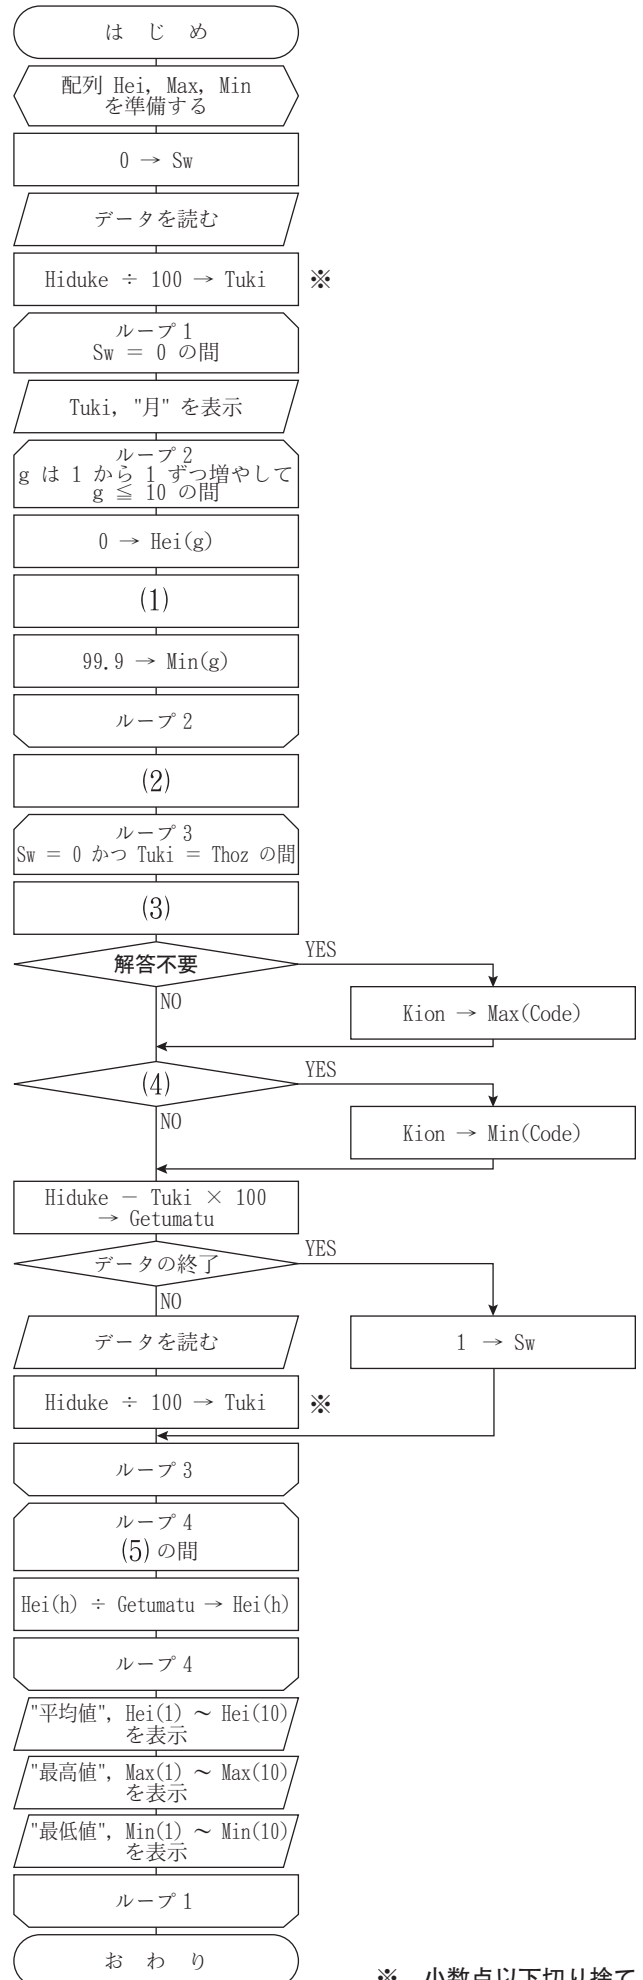 は じ め
配列 Hei, Max, Min
を準備する
0 → Sw
データを読む
Hiduke ÷ 100 → Tuki ※
ループ1
Sw = 0 の間
Tuki, "月" を表示
ループ2
g は 1 から 1 ずつ増やして
g ≦ 10 の間
0 → Hei(g)
(1)
99.9 → Min(g)
ループ2
(2)
ループ3
Sw = 0 かつ Tuki = Thoz の間
(3)
解答不要
YES
NO
Kion → Max(Code)
(4)
YES
NO
Kion → Min(Code)
Hiduke - Tuki × 100
→ Getumatu
データの終了
YES
NO
データを読む
1 → Sw
Hiduke ÷ 100 → Tuki ※
ループ3
ループ4
(5)の間
Hei(h) ÷ Getumatu → Hei(h)
ループ4
"平均値", Hei(1) ～ Hei(10)
を表示
"最高値", Max(1) ～ Max(10)
を表示
"最低値", Min(1) ～ Min(10)
を表示
ループ1
お わ り
※ 小数点以下切り捨て